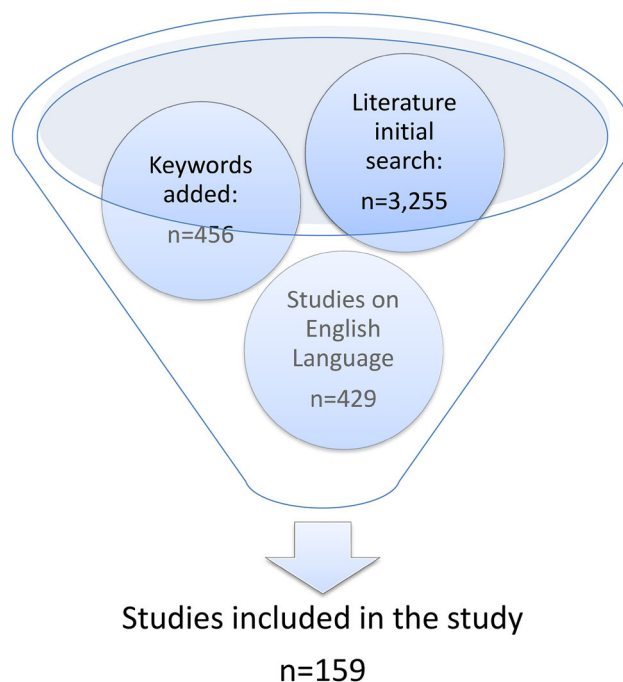 Literature
initial
search:
n=3,255
Keywords
added:
n=456
Studies on
English
Language
n=429
Studies included in the study
n=159